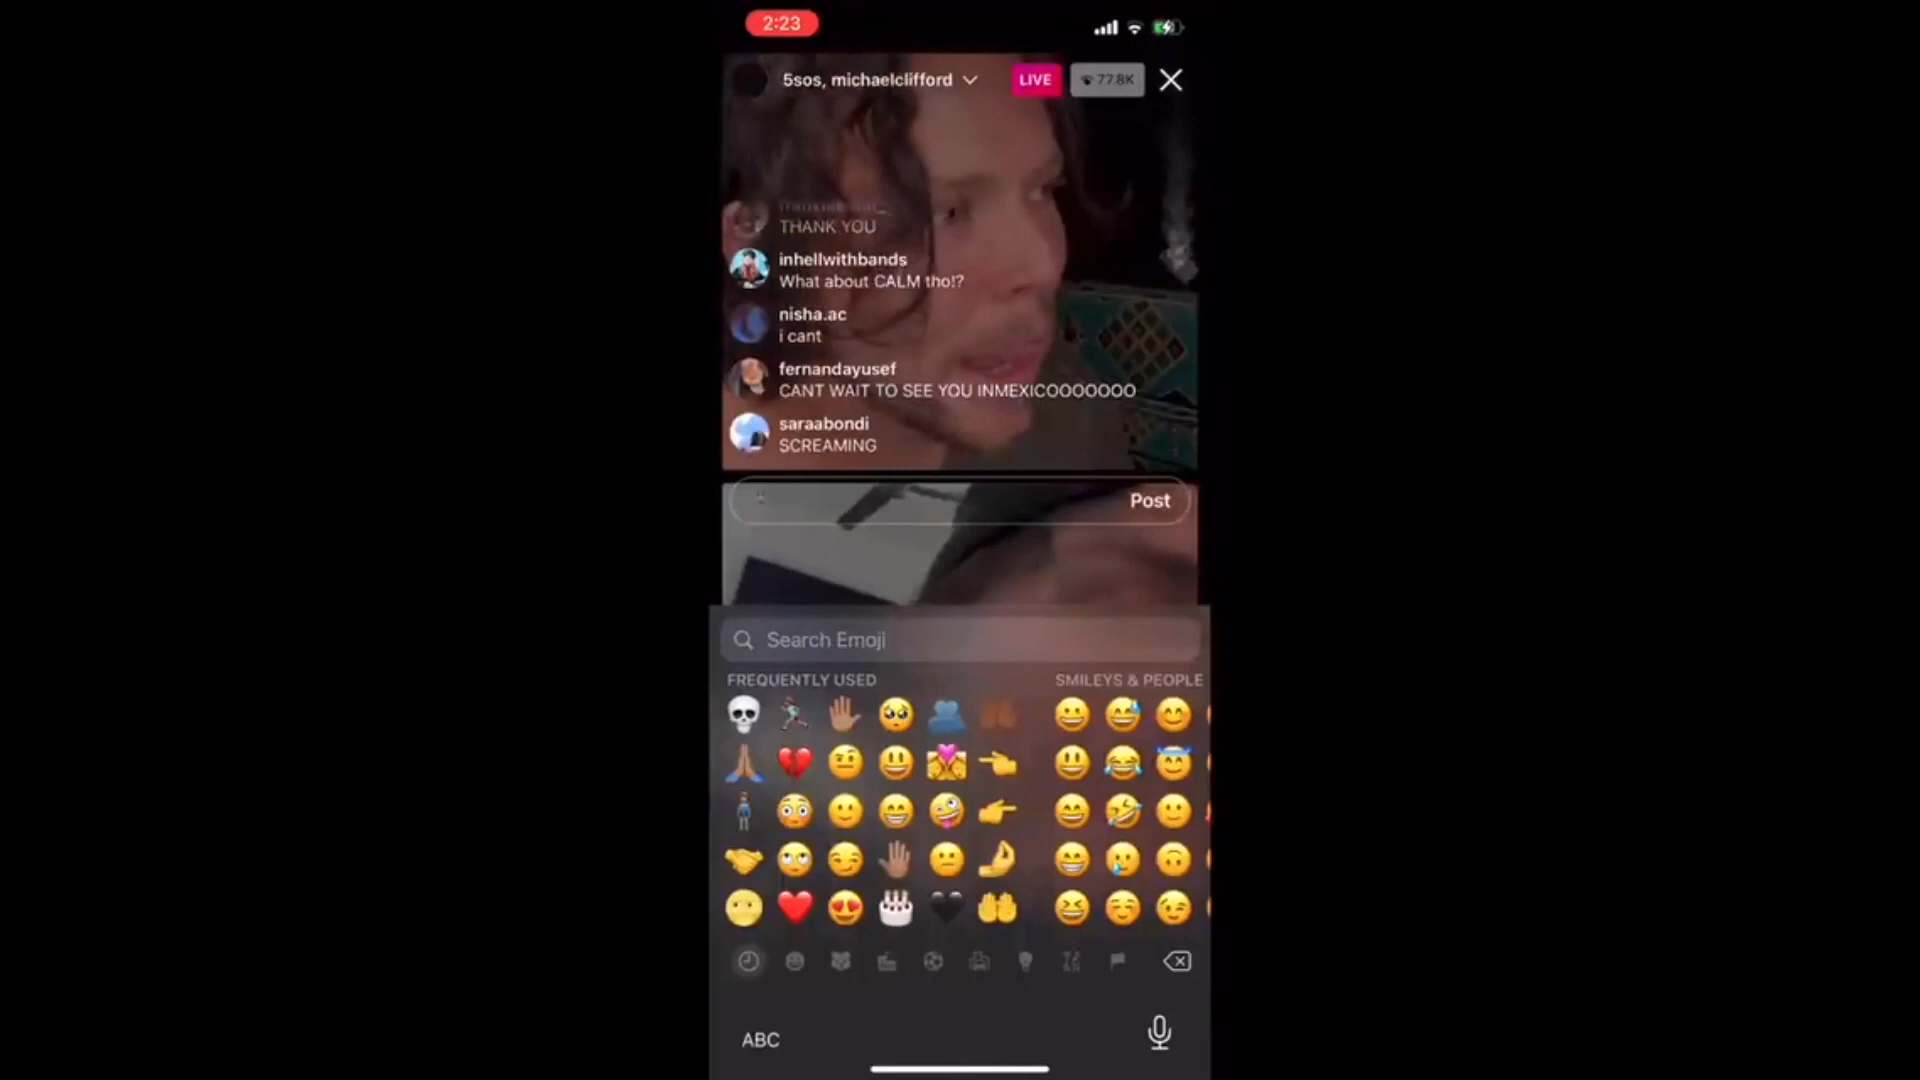 2:23
5sos, michaelclifford
LIVE
77.8K
THANK YOU
inhellwithbands
What about CALM tho!?
nisha.ac
i cant
fernandayusef
CANT WAIT TO SEE YOU INMEXICOOOOOOO
saraabondi
SCREAMING
Post
Search Emoji
FREQUENTLY USED
SMILEYS & PEOPLE
ABC